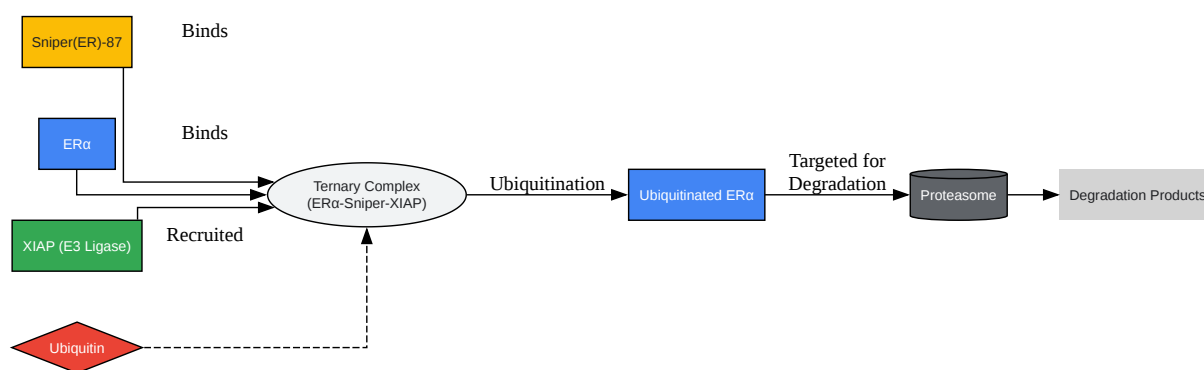 Sniper(ER)-87
Binds
ERα
Binds
XIAP (E3 Ligase)
Recruited
Ubiquitin
Ternary Complex
(ERα-Sniper-XIAP)
Ubiquitination
Ubiquitinated ERα
Targeted for
Degradation
Proteasome
Degradation Products